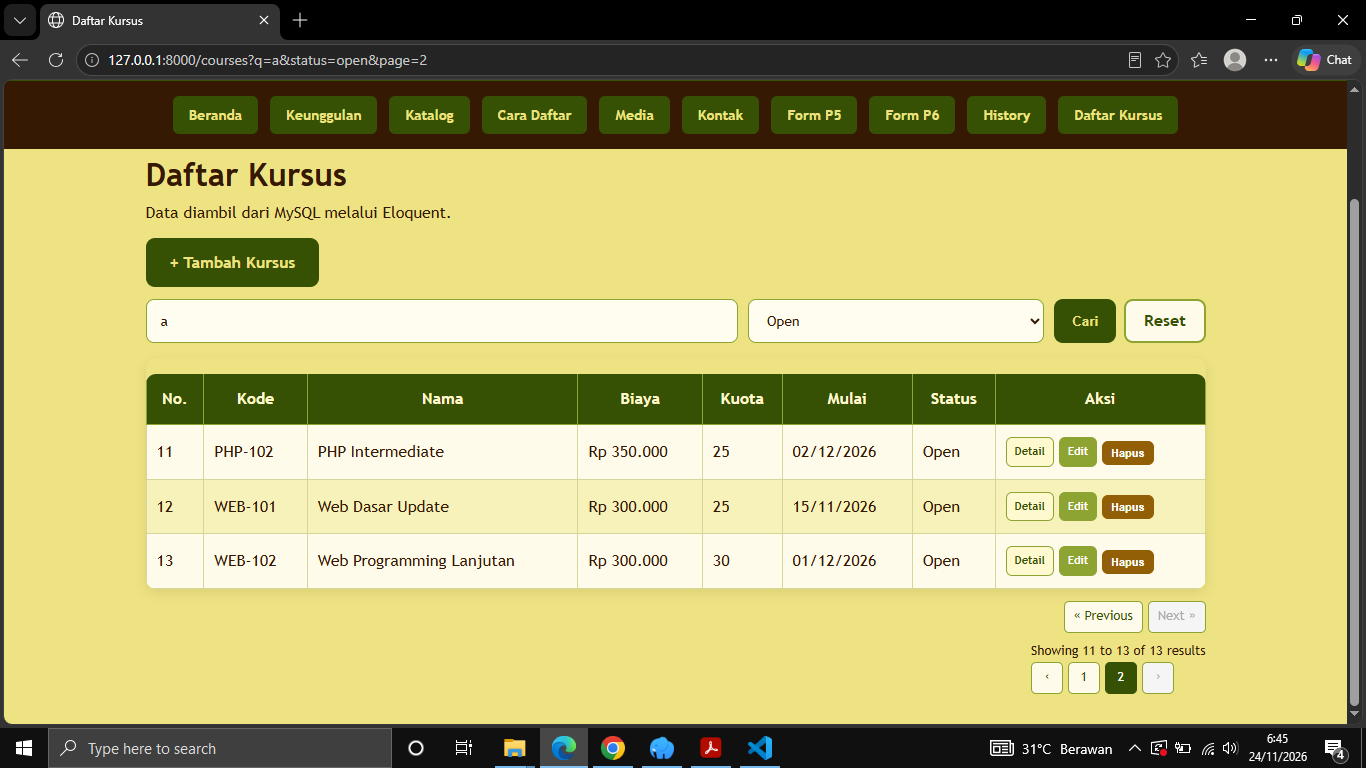 Daftar Kursus
127.0.0.1:8000/courses?q=a&status=open&page=2
Chat
Beranda Keunggulan Katalog Cara Daftar Media Kontak Form P5 Form P6 History Daftar Kursus
Daftar Kursus
Data diambil dari MySQL melalui Eloquent.
+ Tambah Kursus
a Open Cari Reset
No. Kode Nama Biaya Kuota Mulai Status Aksi
11 PHP-102 PHP Intermediate Rp 350.000 25 02/12/2026 Open Detail Edit Hapus
12 WEB-101 Web Dasar Update Rp 300.000 25 15/11/2026 Open Detail Edit Hapus
13 WEB-102 Web Programming Lanjutan Rp 300.000 30 01/12/2026 Open Detail Edit Hapus
« Previous Next »
Showing 11 to 13 of 13 results
‹ 1 2 ›
Type here to search
31°C Berawan
6:45
24/11/2026
4